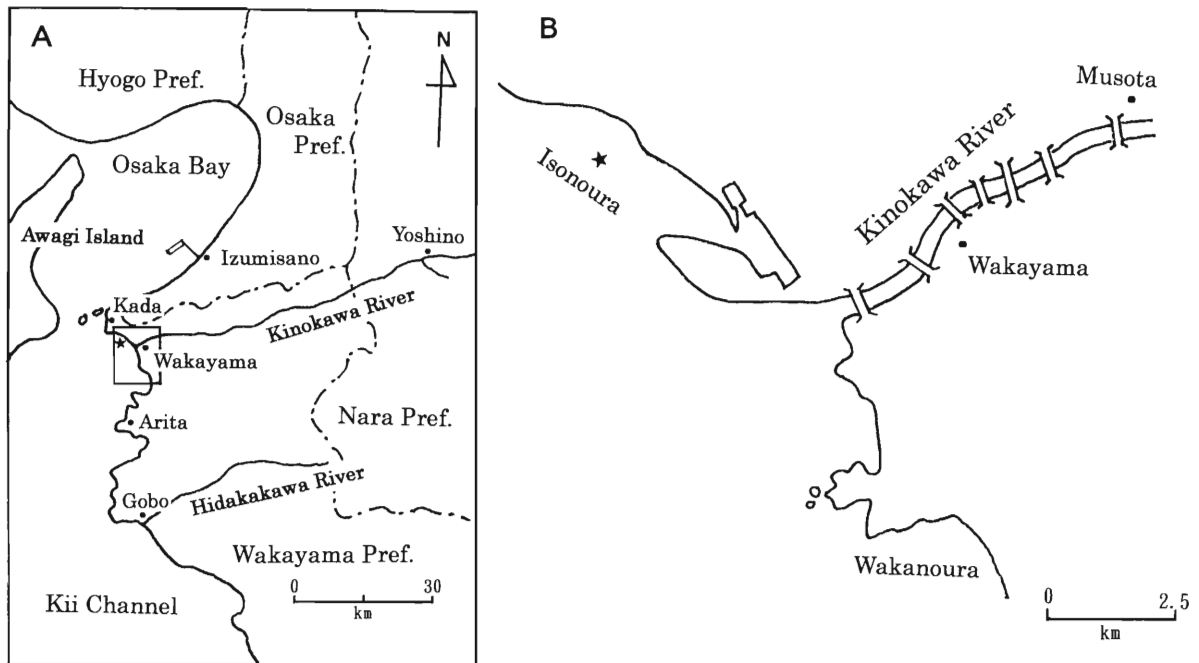 A
N
Hyogo Pref.
Osaka
Pref.
Osaka Bay
Awagi Island
Izumisano
Yoshino
Kada
Kinokawa River
Wakayama
Arita
Nara Pref.
Gobo
Hidakakawa River
Wakayama Pref.
0 30
km
Kii Channel
B
Musota
Kinokawa River
Isonoura
Wakayama
Wakanoura
0 2.5
km